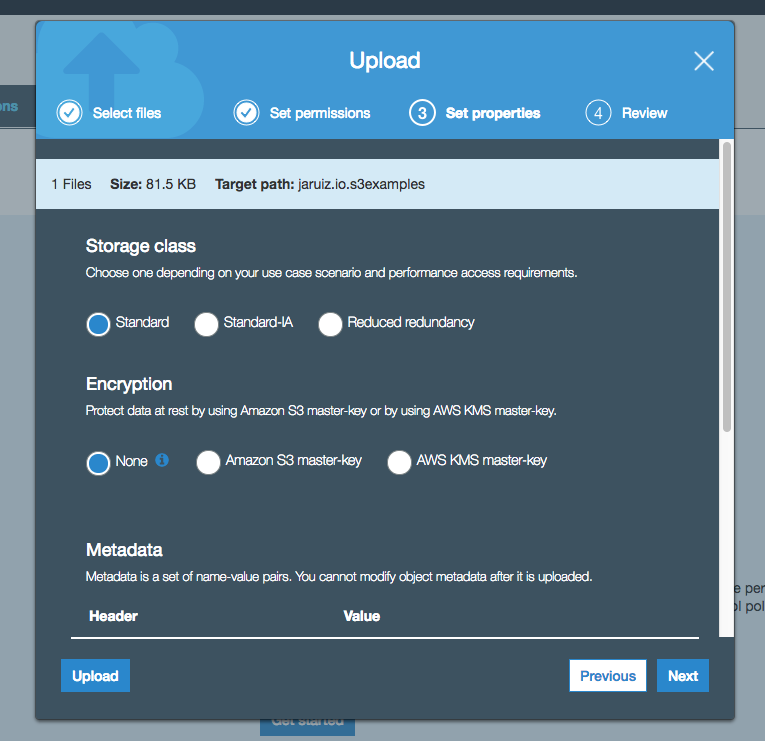 Upload
Select files
Set permissions
3 Set properties
4 Review
1 Files Size: 81.5 KB Target path: jaruiz.io.s3examples
Storage class
Choose one depending on your use case scenario and performance access requirements.
Standard Standard-IA Reduced redundancy
Encryption
Protect data at rest by using Amazon S3 master-key or by using AWS KMS master-key.
None Amazon S3 master-key AWS KMS master-key
Metadata
Metadata is a set of name-value pairs. You cannot modify object metadata after it is uploaded.
Header Value
Upload Previous Next
Get started